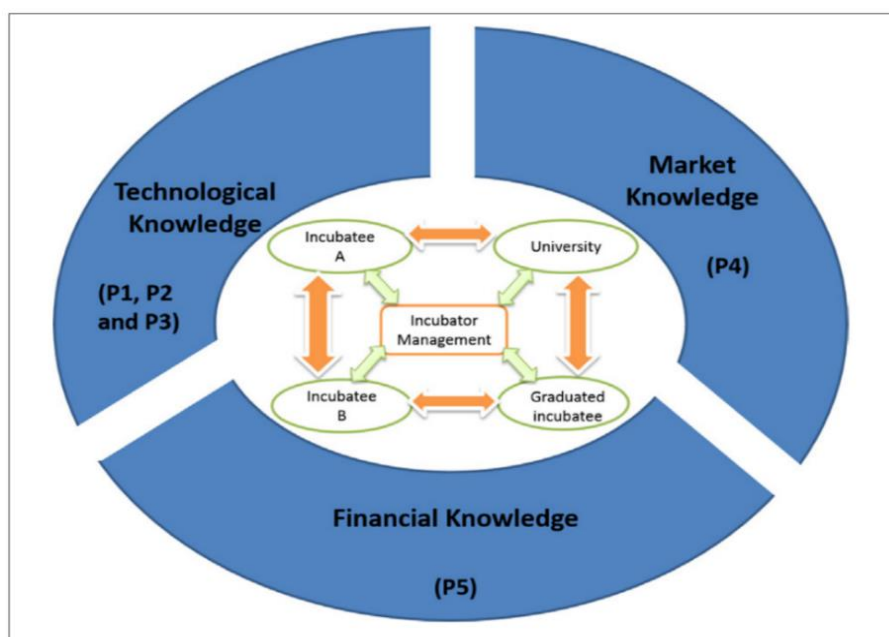 Technological
Knowledge
(P1, P2
and P3)
Market
Knowledge
(P4)
Incubatee
A
University
Incubator
Management
Incubatee
B
Graduated
incubatee
Financial Knowledge
(P5)